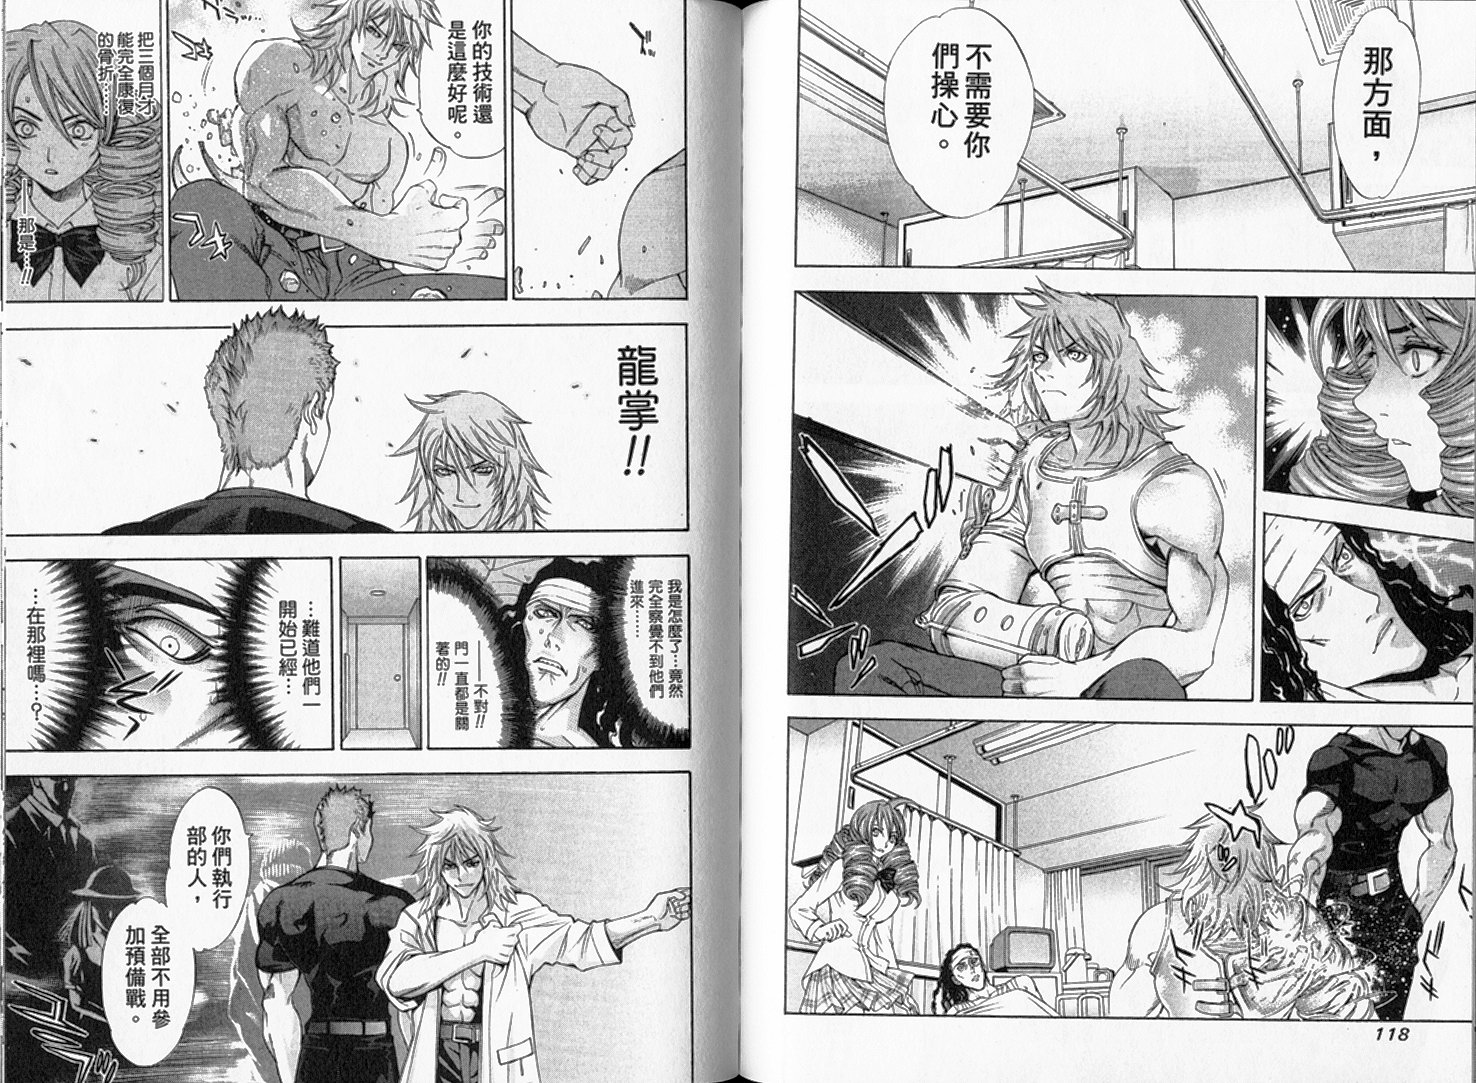 那方面，
不需要你
們操心。
118
你的技術還
是這麼好呢。
把三個月才
能完全康復
的骨折……
——那是…!!
龍掌!!
我是怎麼了…竟然
完全察覺不到他們
進來……
——不對!!
門一直都是關
著的!!
…難道他們一
開始已經…
…在那裡嗎…?
你們執行
部的人，
全部不用參
加預備戰。